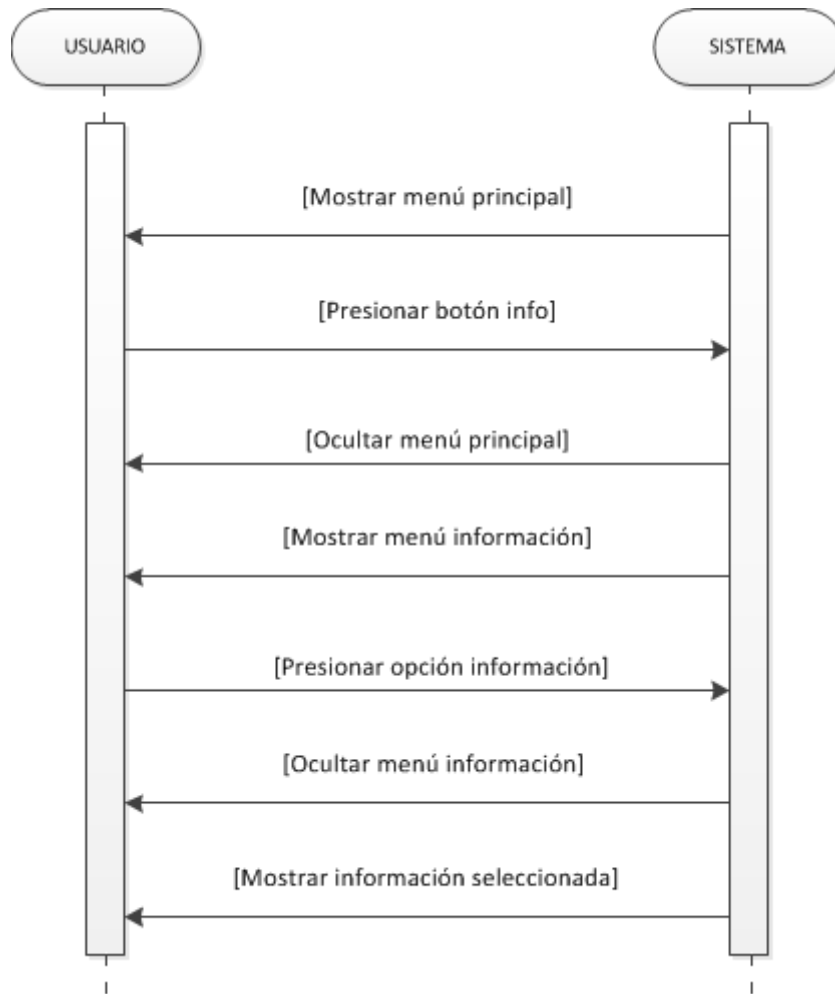 USUARIO
SISTEMA
[Mostrar menú principal]
[Presionar botón info]
[Ocultar menú principal]
[Mostrar menú información]
[Presionar opción información]
[Ocultar menú información]
[Mostrar información seleccionada]